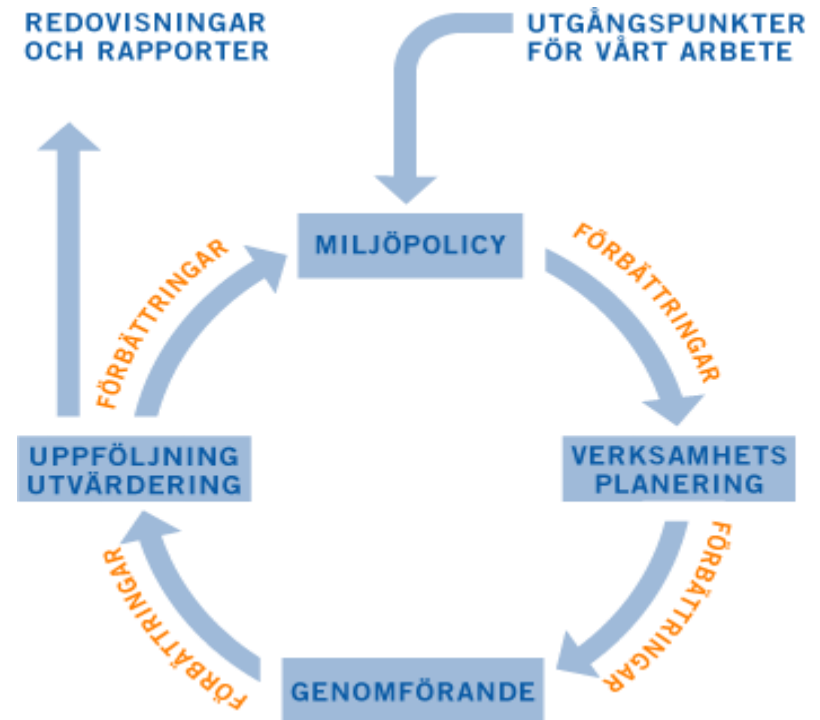 REDOVISNINGAR
OCH RAPPORTER
UTGÅNGSPUNKTER
FÖR VÅRT ARBETE
MILJÖPOLICY
FÖRBÄTTRINGAR
FÖRBÄTTRINGAR
UPPFÖLJNING
UTVÄRDERING
VERKSAMHETS
PLANERING
FÖRBÄTTRINGAR
FÖRBÄTTRINGAR
GENOMFÖRANDE